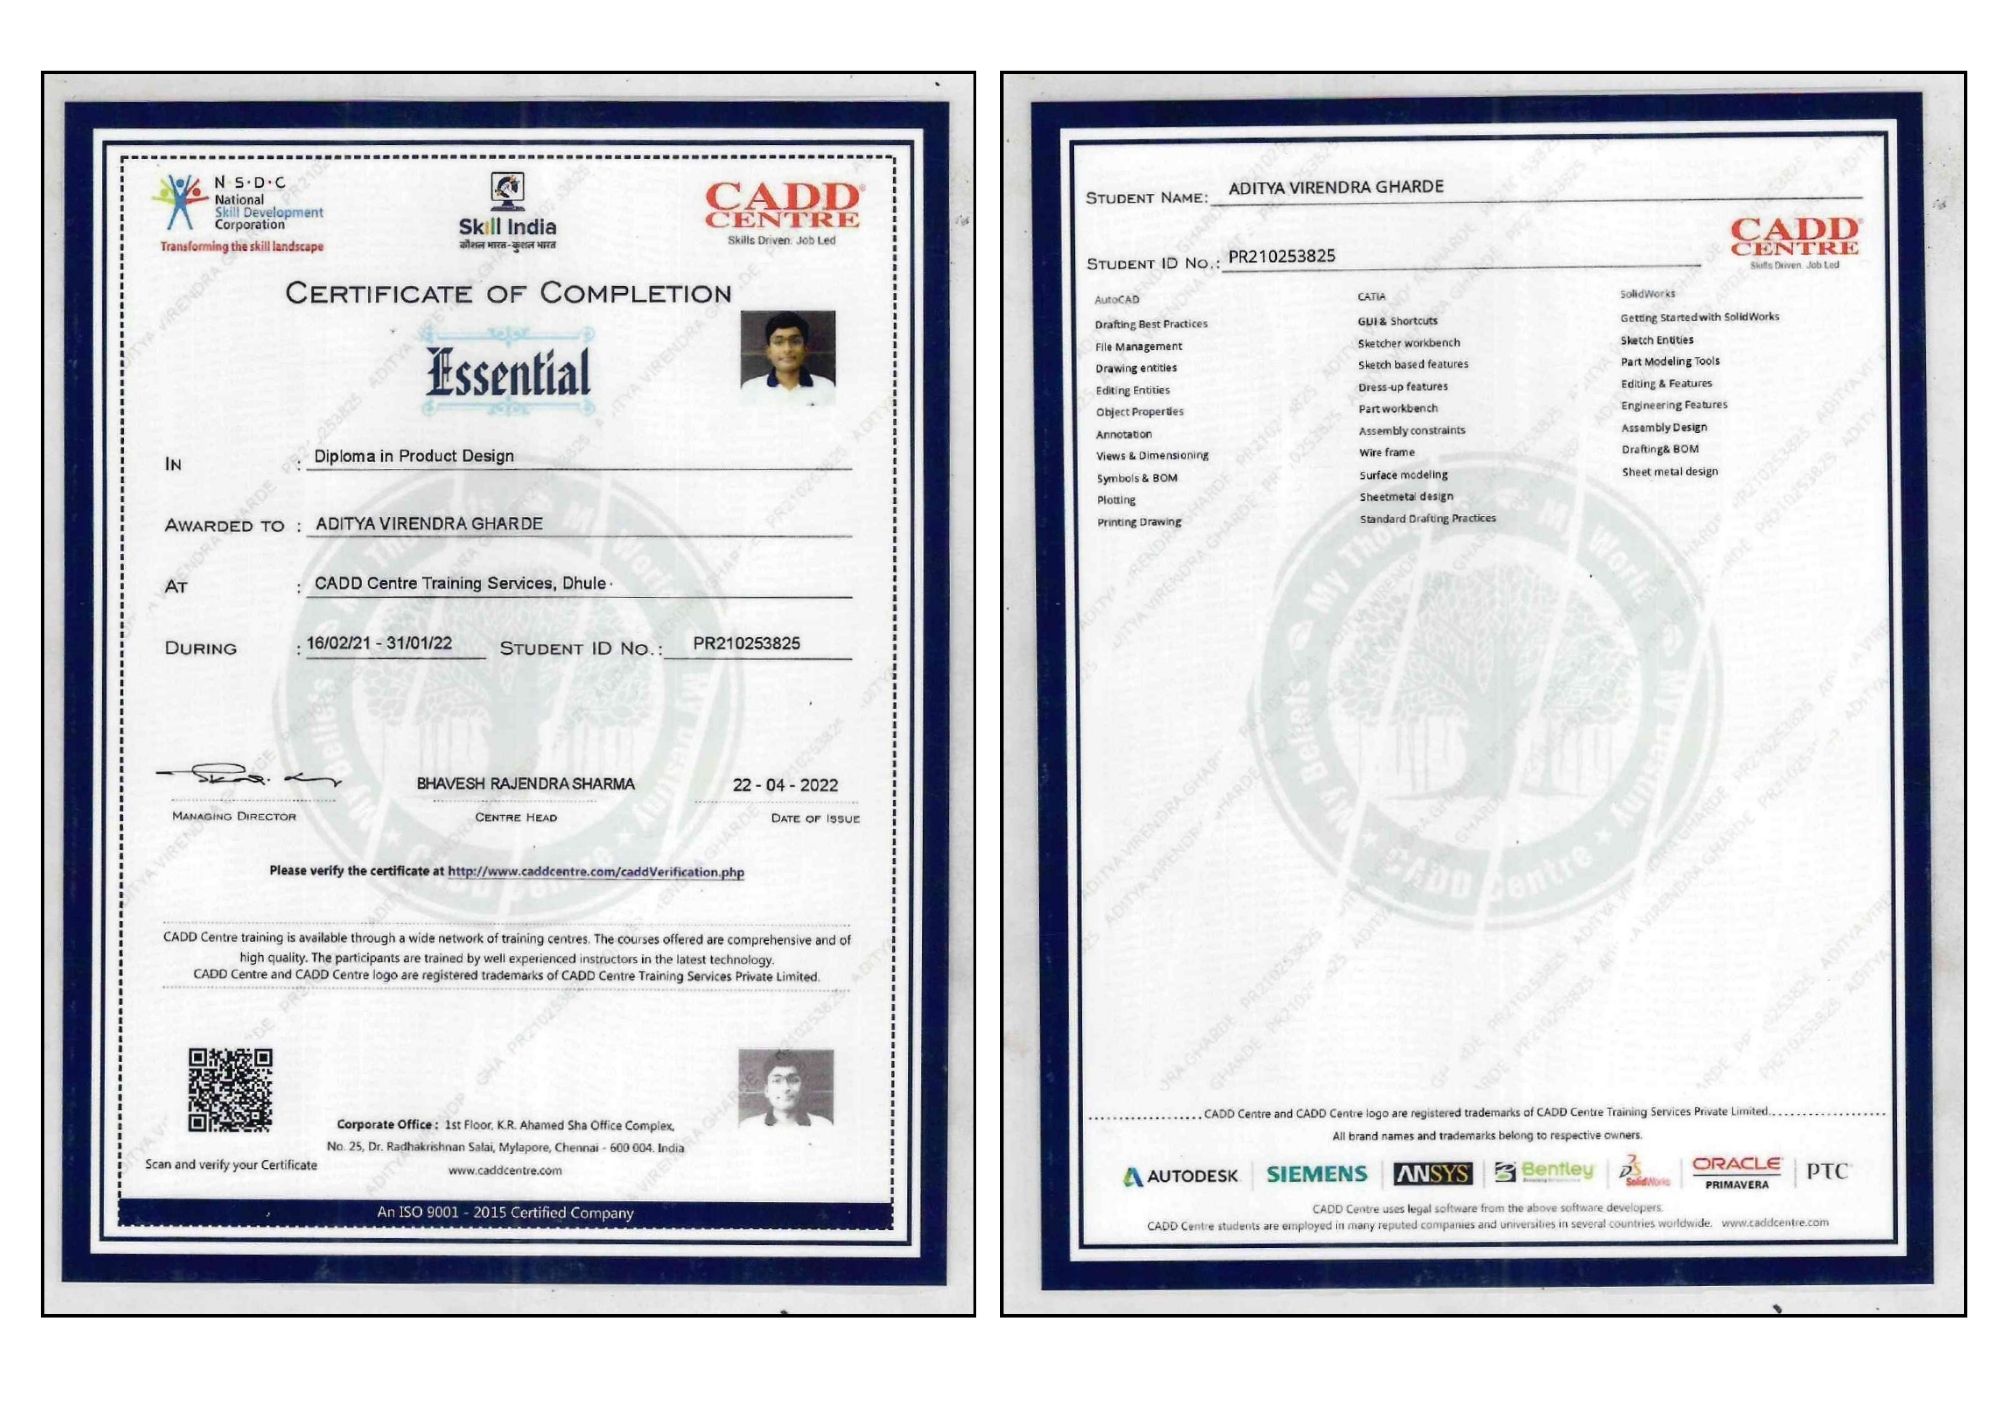 N·S·D·C
National
Skill Development
Corporation
Transforming the skill landscape
Skill India
कौशल भारत-कुशल भारत
CADD
CENTRE
Skills Driven. Job Led
CERTIFICATE OF COMPLETION
Essential
IN : Diploma in Product Design
AWARDED TO : ADITYA VIRENDRA GHARDE
AT : CADD Centre Training Services, Dhule
DURING : 16/02/21 - 31/01/22 STUDENT ID NO.: PR210253825
BHAVESH RAJENDRA SHARMA 22 - 04 - 2022
MANAGING DIRECTOR CENTRE HEAD DATE OF ISSUE
Please verify the certificate at http://www.caddcentre.com/caddVerification.php
CADD Centre training is available through a wide network of training centres. The courses offered are comprehensive and of
high quality. The participants are trained by well experienced instructors in the latest technology.
CADD Centre and CADD Centre logo are registered trademarks of CADD Centre Training Services Private Limited.
Corporate Office : 1st Floor, K.R. Ahamed Sha Office Complex,
No. 25, Dr. Radhakrishnan Salai, Mylapore, Chennai - 600 004. India
Scan and verify your Certificate
www.caddcentre.com
An ISO 9001 - 2015 Certified Company
STUDENT NAME: ADITYA VIRENDRA GHARDE
CADD
CENTRE
Skills Driven. Job Led
STUDENT ID NO.: PR210253825
AutoCAD
Drafting Best Practices
File Management
Drawing entities
Editing Entities
Object Properties
Annotation
Views & Dimensioning
Symbols & BOM
Plotting
Printing Drawing
CATIA
GUI & Shortcuts
Sketcher workbench
Sketch based features
Dress-up features
Part workbench
Assembly constraints
Wire frame
Surface modeling
Sheetmetal design
Standard Drafting Practices
SolidWorks
Getting Started with SolidWorks
Sketch Entities
Part Modeling Tools
Editing & Features
Engineering Features
Assembly Design
Drafting& BOM
Sheet metal design
My Thoughts My Work My Beliefs
CADD Centre
CADD Centre and CADD Centre logo are registered trademarks of CADD Centre Training Services Private Limited.
All brand names and trademarks belong to respective owners.
AUTODESK SIEMENS ANSYS Bentley SolidWorks ORACLE PRIMAVERA PTC
CADD Centre uses legal software from the above software developers.
CADD Centre students are employed in many reputed companies and universities in several countries worldwide. www.caddcentre.com